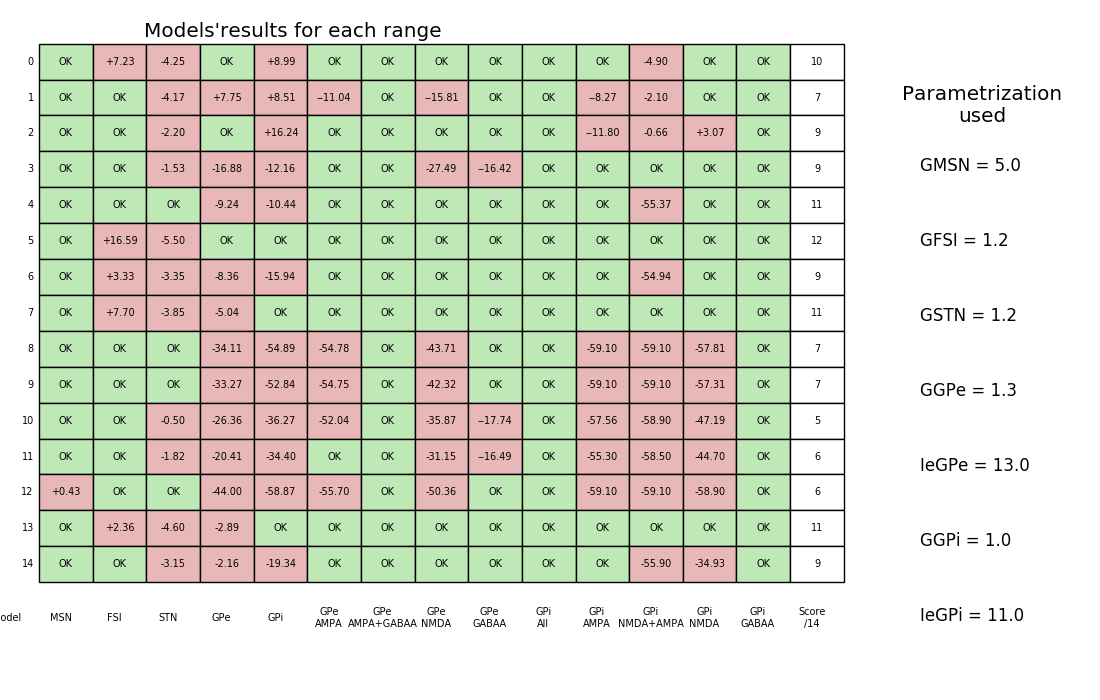 Models'results for each range
0 OK +7.23 -4.25 OK +8.99 OK OK OK OK OK OK -4.90 OK OK 10
1 OK OK -4.17 +7.75 +8.51 --11.04 OK --15.81 OK OK --8.27 -2.10 OK OK 7
2 OK OK -2.20 OK +16.24 OK OK OK OK OK --11.80 -0.66 +3.07 OK 9
3 OK OK -1.53 -16.88 -12.16 OK OK -27.49 --16.42 OK OK OK OK OK 9
4 OK OK OK -9.24 -10.44 OK OK OK OK OK OK -55.37 OK OK 11
5 OK +16.59 -5.50 OK OK OK OK OK OK OK OK OK OK OK 12
6 OK +3.33 -3.35 -8.36 -15.94 OK OK OK OK OK OK -54.94 OK OK 9
7 OK +7.70 -3.85 -5.04 OK OK OK OK OK OK OK OK OK OK 11
8 OK OK OK -34.11 -54.89 -54.78 OK -43.71 OK OK -59.10 -59.10 -57.81 OK 7
9 OK OK OK -33.27 -52.84 -54.75 OK -42.32 OK OK -59.10 -59.10 -57.31 OK 7
10 OK OK -0.50 -26.36 -36.27 -52.04 OK -35.87 --17.74 OK -57.56 -58.90 -47.19 OK 5
11 OK OK -1.82 -20.41 -34.40 OK OK -31.15 --16.49 OK -55.30 -58.50 -44.70 OK 6
12 +0.43 OK OK -44.00 -58.87 -55.70 OK -50.36 OK OK -59.10 -59.10 -58.90 OK 6
13 OK +2.36 -4.60 -2.89 OK OK OK OK OK OK OK OK OK OK 11
14 OK OK -3.15 -2.16 -19.34 OK OK OK OK OK OK -55.90 -34.93 OK 9
odel MSN FSI STN GPe GPi GPe AMPA GPe AMPA+GABAA GPe NMDA GPe GABAA GPi All GPi AMPA GPi NMDA+AMPA GPi NMDA GPi GABAA Score /14
Parametrization
used
GMSN = 5.0
GFSI = 1.2
GSTN = 1.2
GGPe = 1.3
IeGPe = 13.0
GGPi = 1.0
IeGPi = 11.0